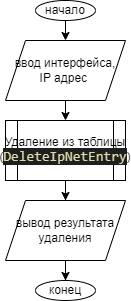 начало
ввод интерфейса,
IP адрес
Удаление из таблицы
(DeleteIpNetEntry)
вывод результата
удаления
конец